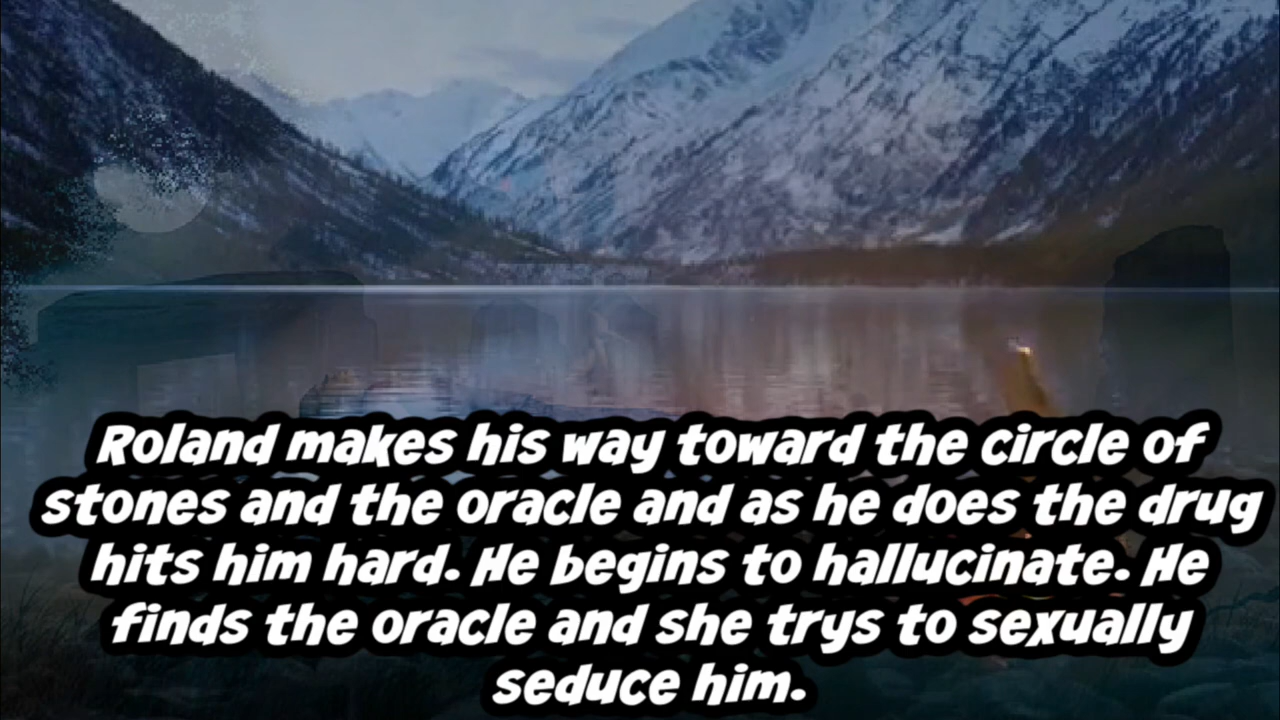 Roland makes his way toward the circle of
stones and the oracle and as he does the drug
hits him hard. He begins to hallucinate. He
finds the oracle and she trys to sexually
seduce him.